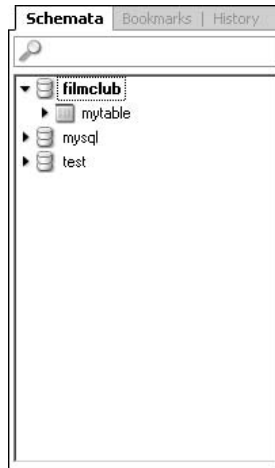 Schemata Bookmarks | History
filmclub
mytable
mysql
test